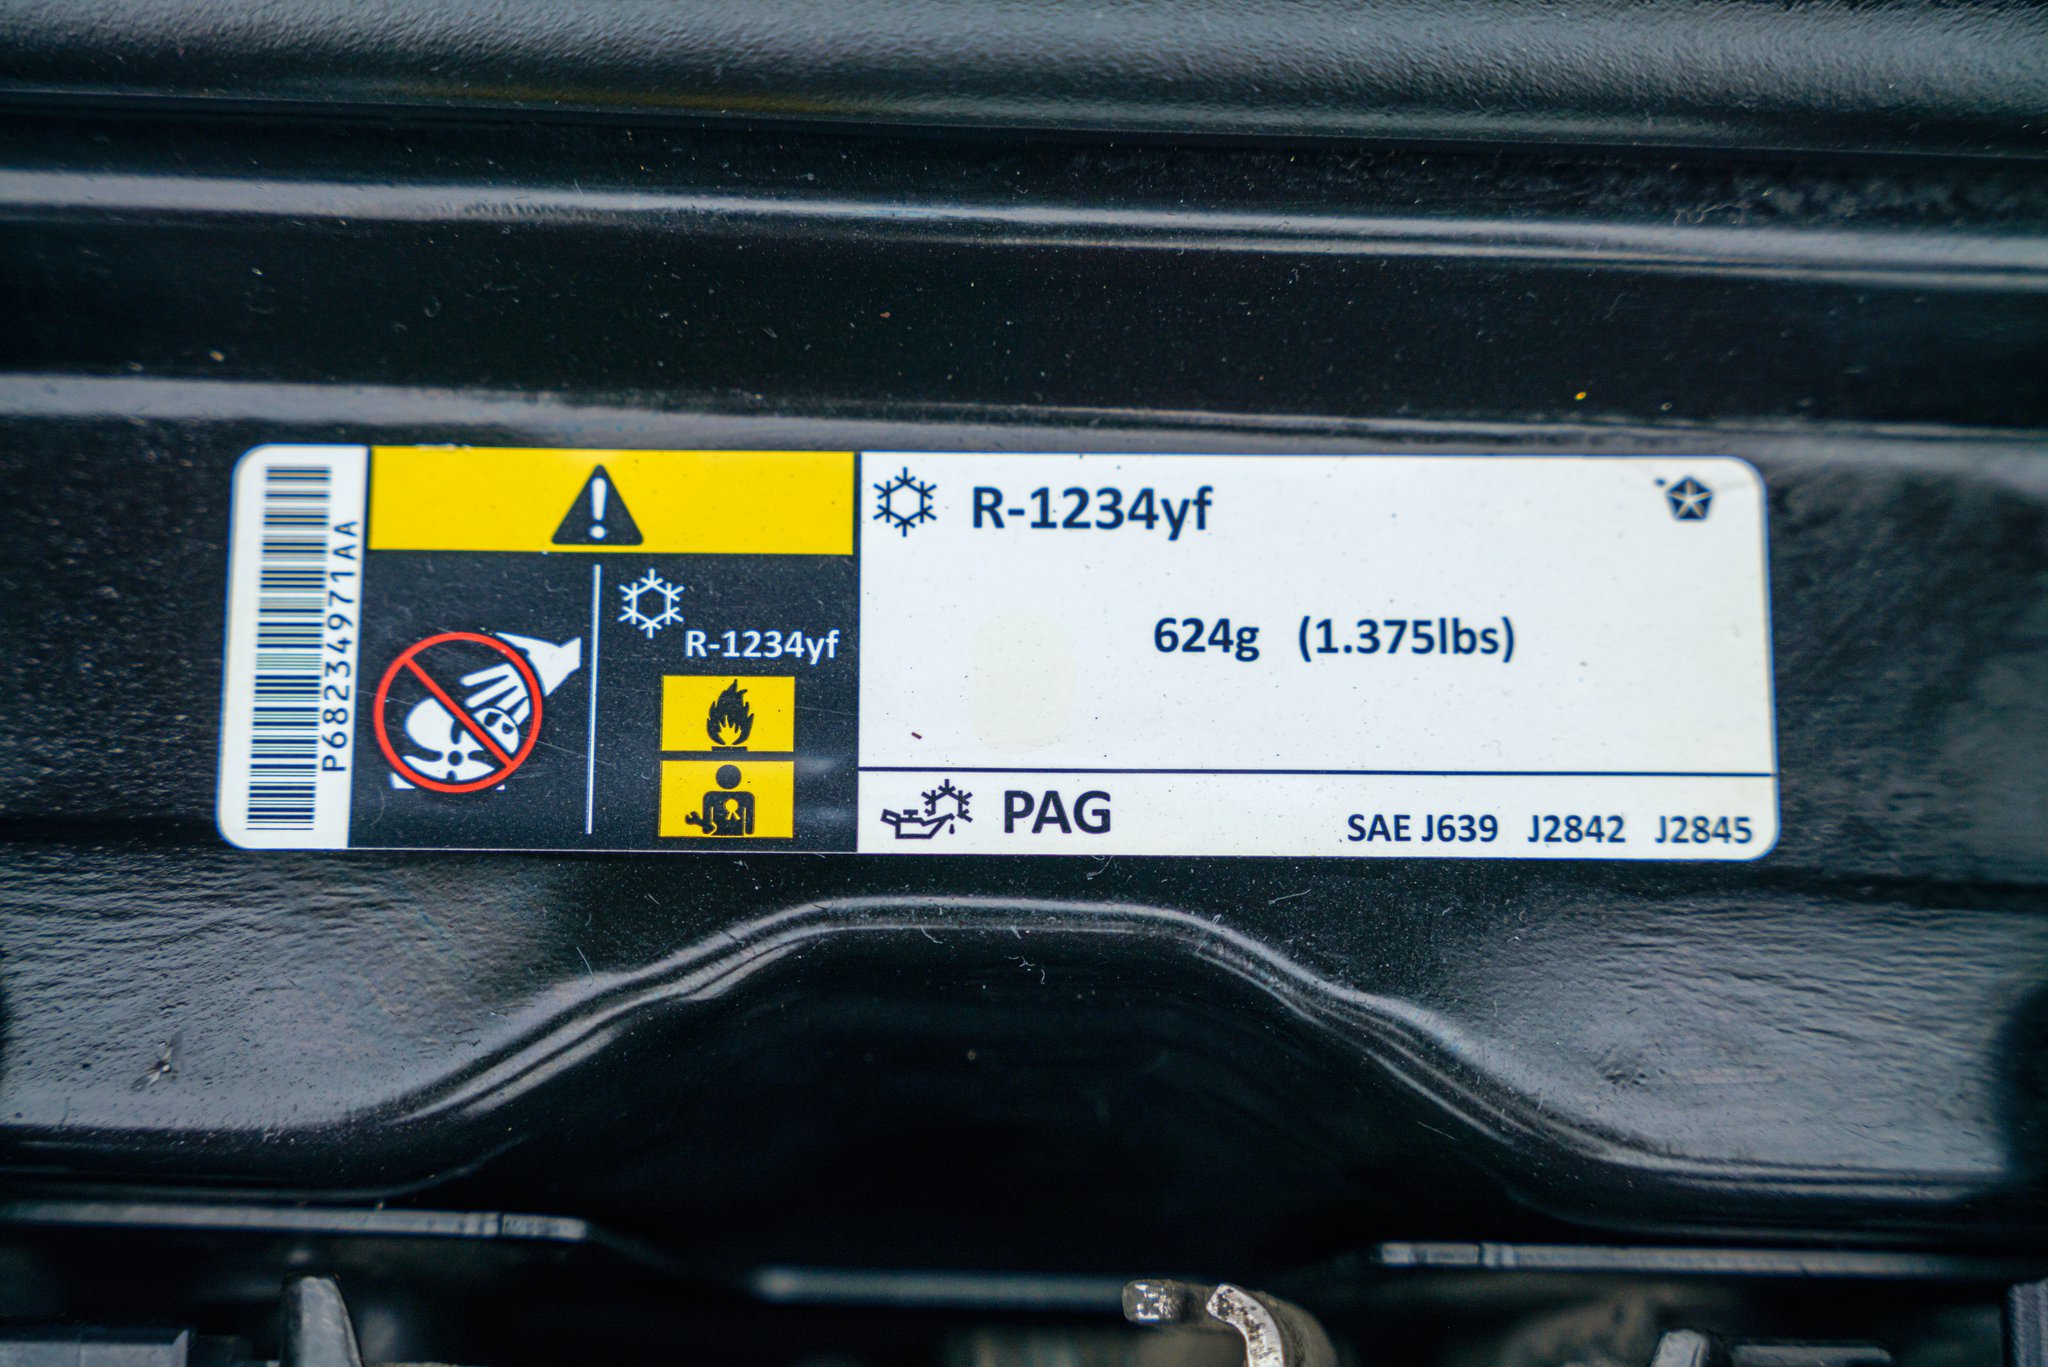 P68234971AA
R-1234yf
R-1234yf
624g (1.375lbs)
PAG
SAE J639 J2842 J2845